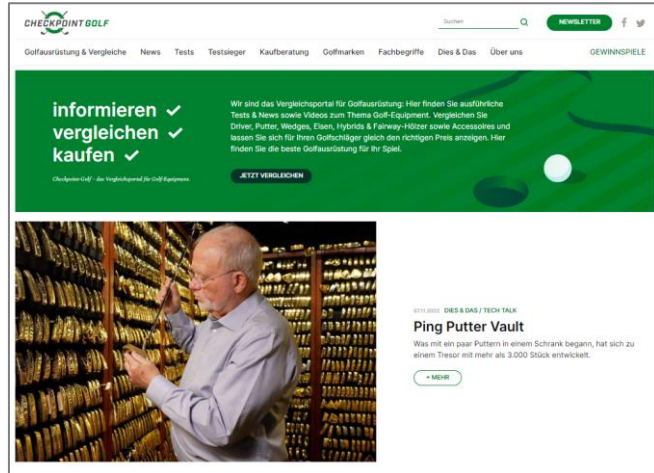 CHECKPOINT GOLF
Suchen
NEWSLETTER
Golfausrüstung & Vergleiche News Tests Testsieger Kaufberatung Golfmarken Fachbegriffe Dies & Das Über uns GEWINNSPIELE
informieren
vergleichen
kaufen
Checkpoint Golf - das Vergleichsportal für Golf-Equipment.
Wir sind das Vergleichsportal für Golfausrüstung: Hier finden Sie ausführliche
Tests & News sowie Videos zum Thema Golf-Equipment. Vergleichen Sie
Driver, Putter, Wedges, Eisen, Hybrids & Fairway-Hölzer sowie Accessoires und
lassen Sie sich für Ihren Golfschläger gleich den richtigen Preis anzeigen. Hier
finden Sie die beste Golfausrüstung für Ihr Spiel.
JETZT VERGLEICHEN
07.11.2022 DIES & DAS / TECH TALK
Ping Putter Vault
Was mit ein paar Puttern in einem Schrank begann, hat sich zu
einem Tresor mit mehr als 3.000 Stück entwickelt.
+ MEHR